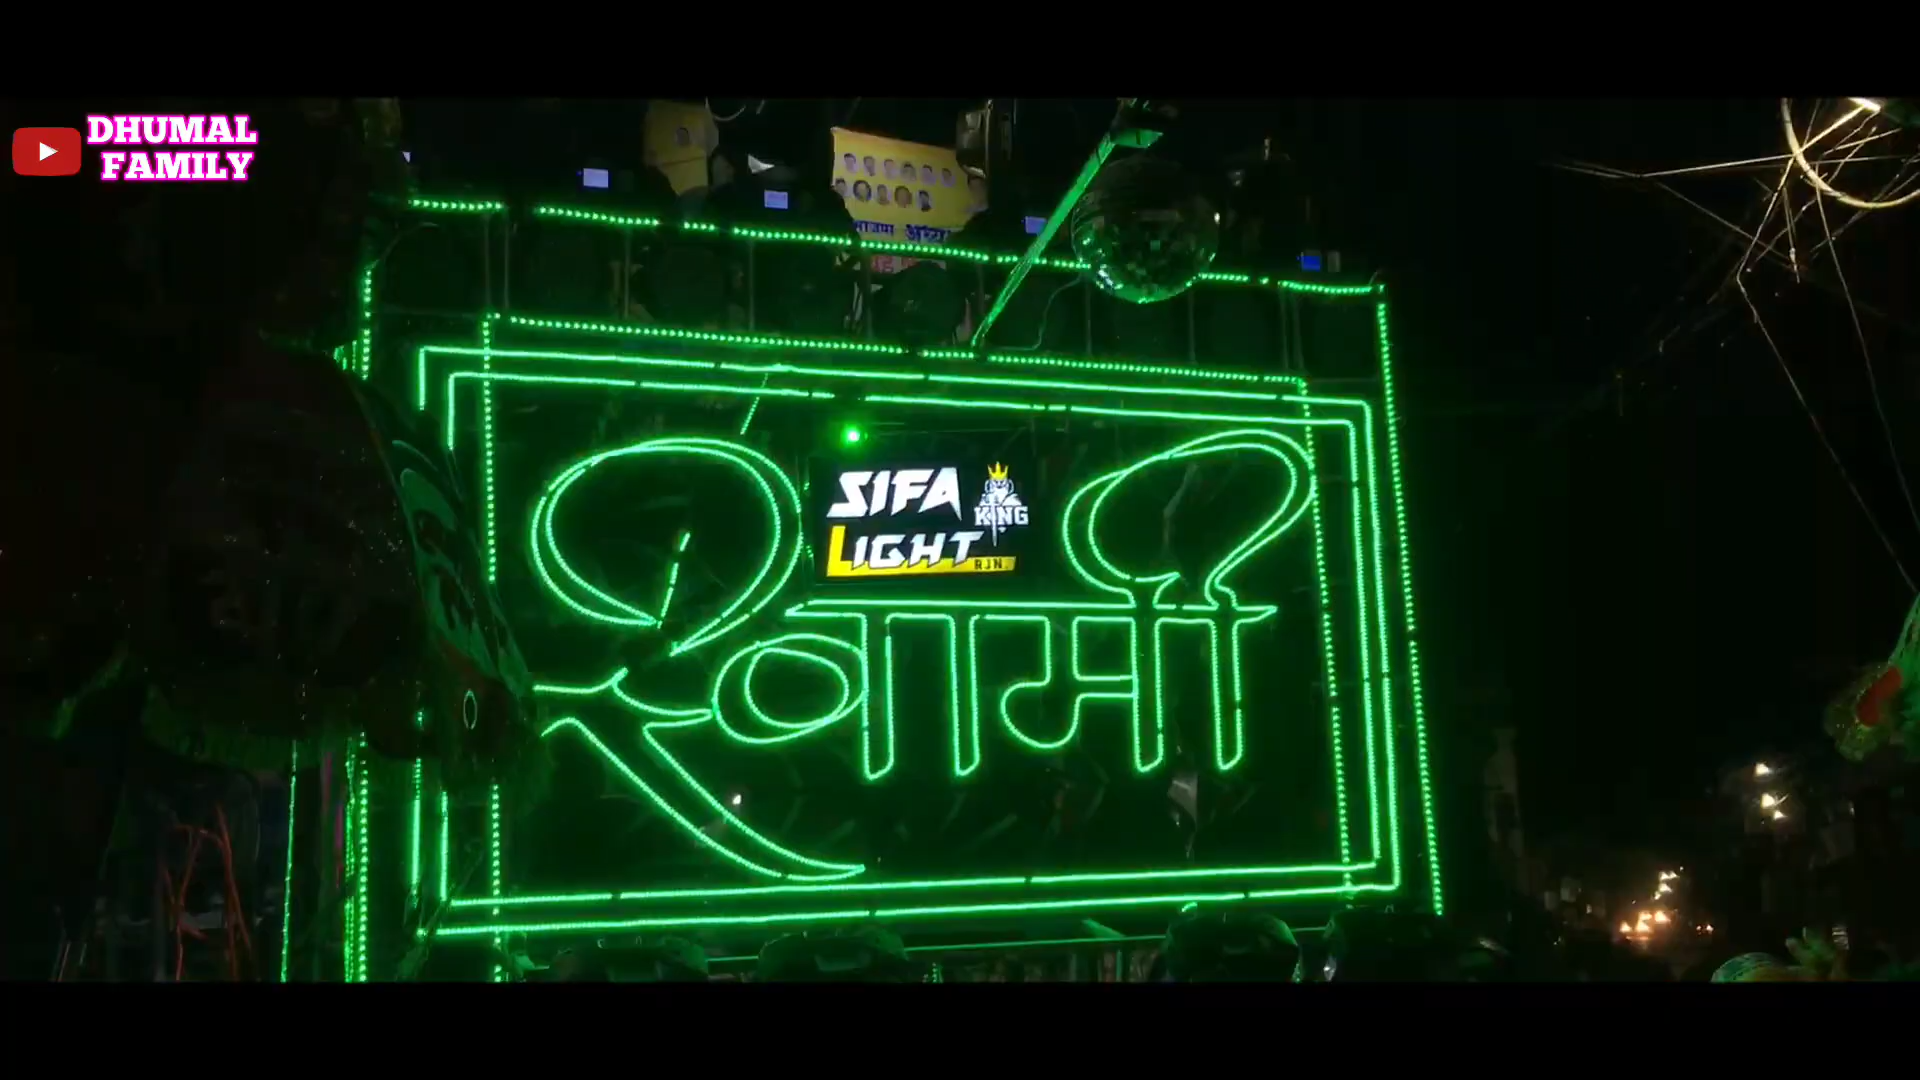 DHUMAL
FAMILY
SIFA
KING
LIGHT
RJN
स्वामी